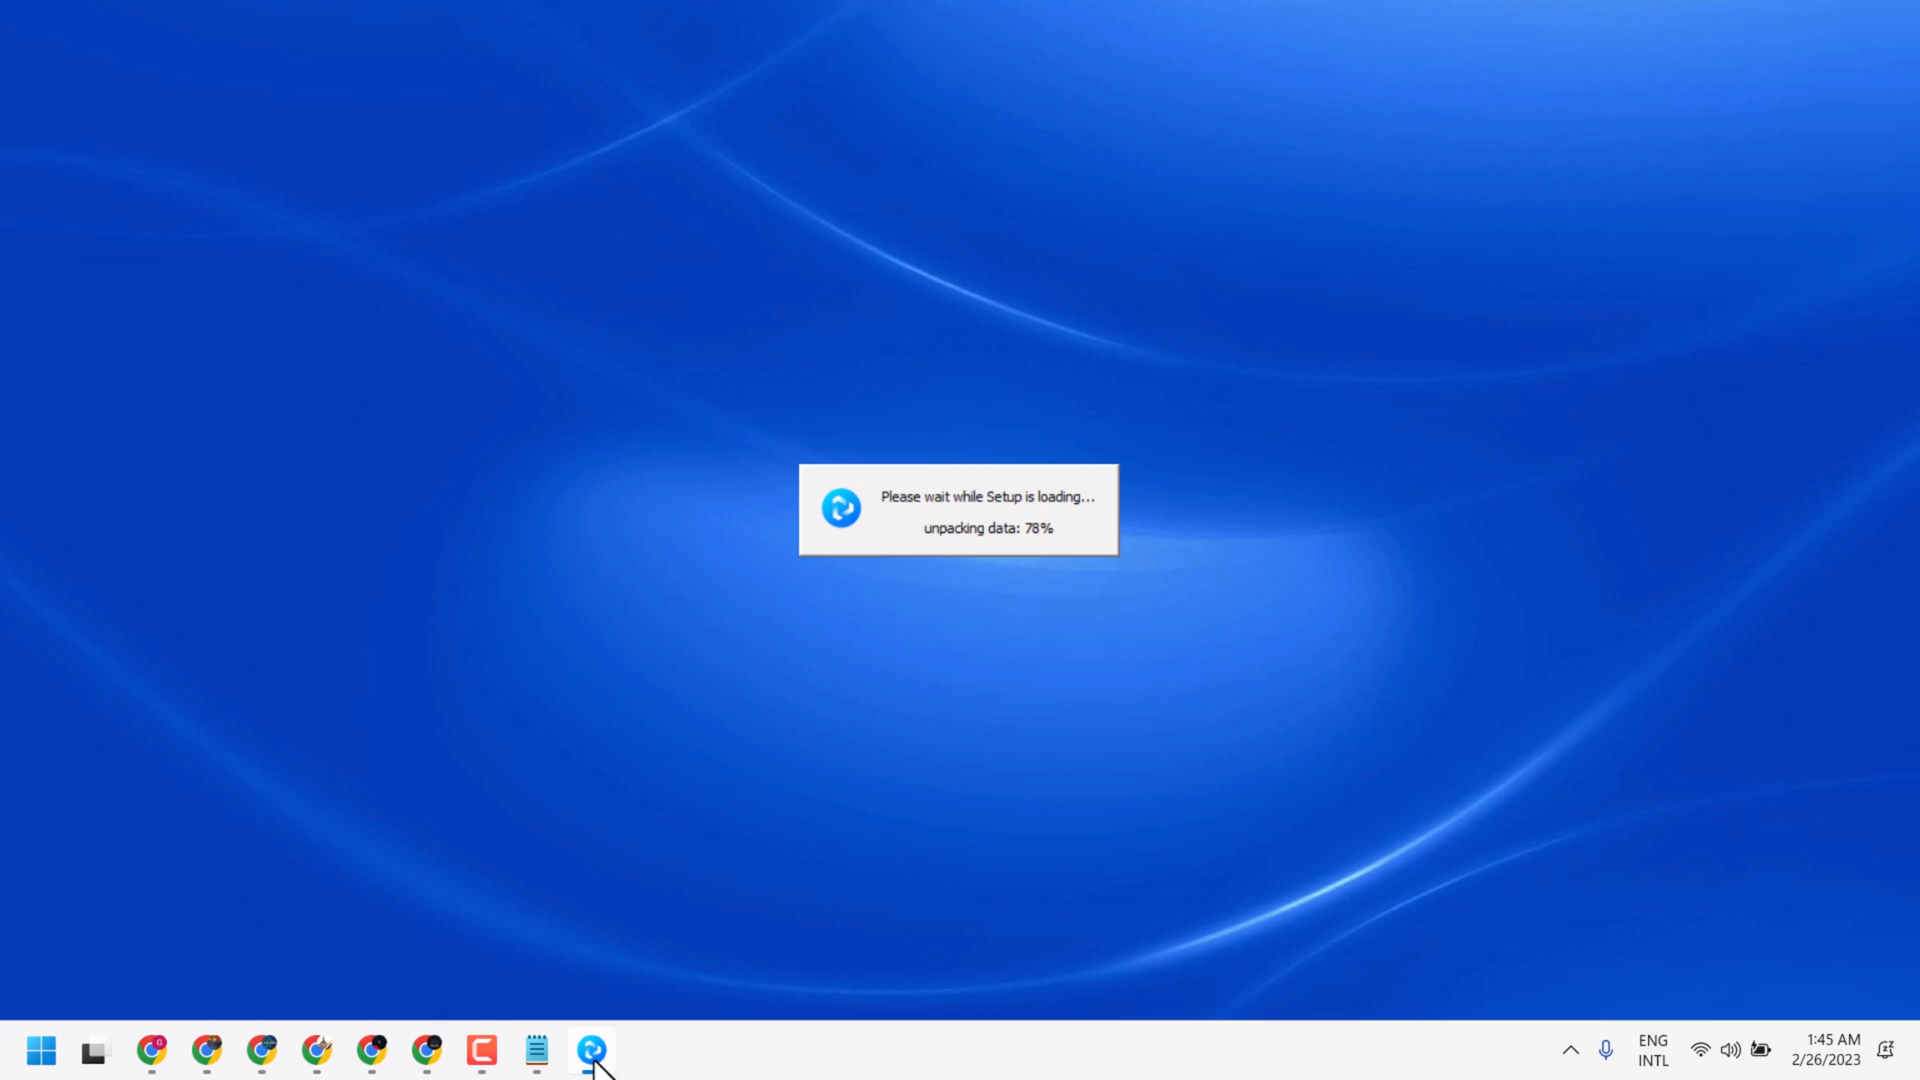 Please wait while Setup is loading...
unpacking data: 78%
ENG
INTL
1:45 AM
2/26/2023